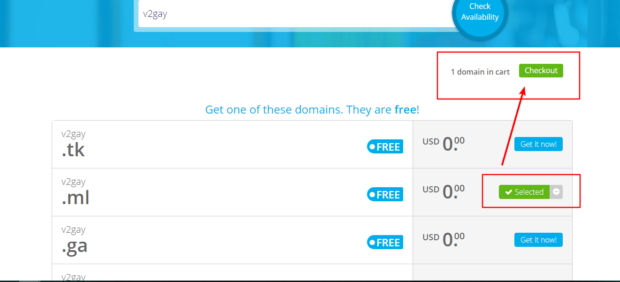 v2gay
Check
Availability
1 domain in cart Checkout
Get one of these domains. They are free!
v2gay
.tk FREE USD 0.00 Get it now!
v2gay
.ml FREE USD 0.00 Selected
v2gay
.ga FREE USD 0.00 Get it now!
v2gay